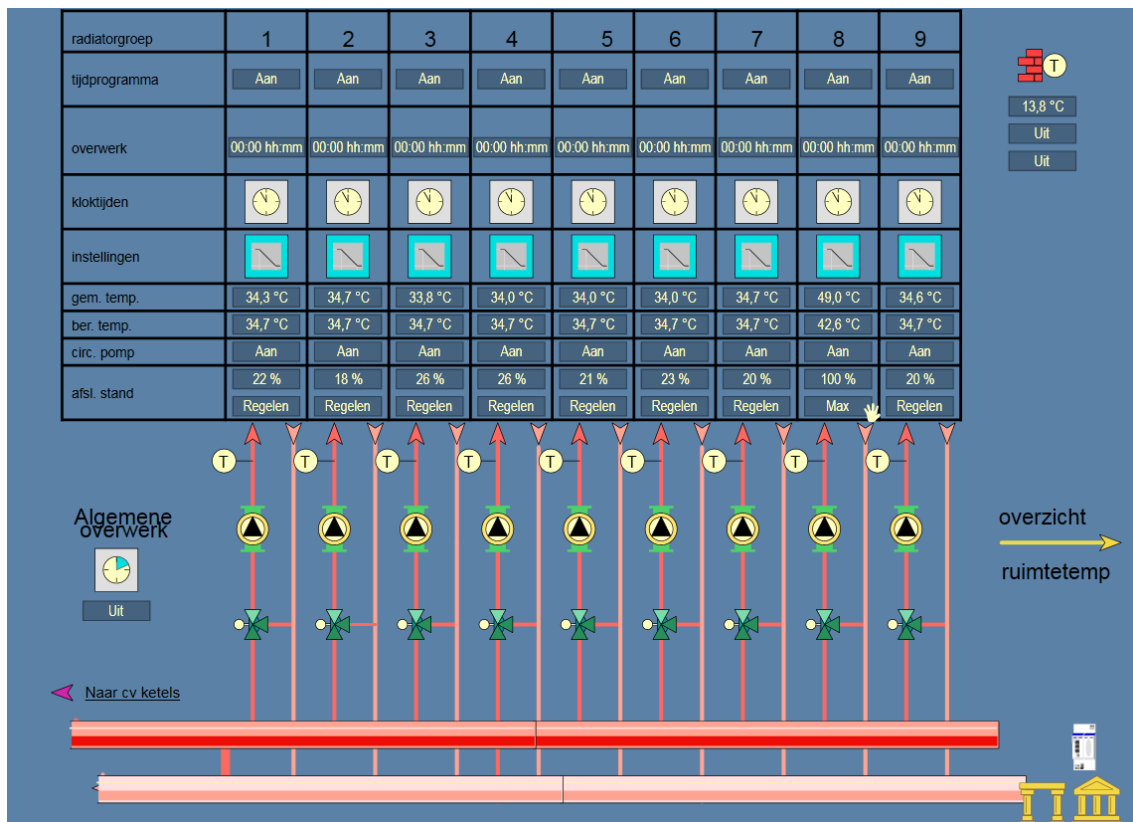 radiatorgroep 1 2 3 4 5 6 7 8 9
tijdprogramma Aan Aan Aan Aan Aan Aan Aan Aan Aan
overwerk 00:00 hh:mm 00:00 hh:mm 00:00 hh:mm 00:00 hh:mm 00:00 hh:mm 00:00 hh:mm 00:00 hh:mm 00:00 hh:mm 00:00 hh:mm
kloktijden
instellingen
gem. temp. 34,3 °C 34,7 °C 33,8 °C 34,0 °C 34,0 °C 34,0 °C 34,7 °C 49,0 °C 34,6 °C
ber. temp. 34,7 °C 34,7 °C 34,7 °C 34,7 °C 34,7 °C 34,7 °C 34,7 °C 42,6 °C 34,7 °C
circ. pomp Aan Aan Aan Aan Aan Aan Aan Aan Aan
afsl. stand 22 % 18 % 26 % 26 % 21 % 23 % 20 % 100 % 20 %
Regelen Regelen Regelen Regelen Regelen Regelen Regelen Max Regelen
T
13,8 °C
Uit
Uit
T T T T T T T T T
Algemene
overwerk
Uit
overzicht
ruimtetemp
Naar cv ketels